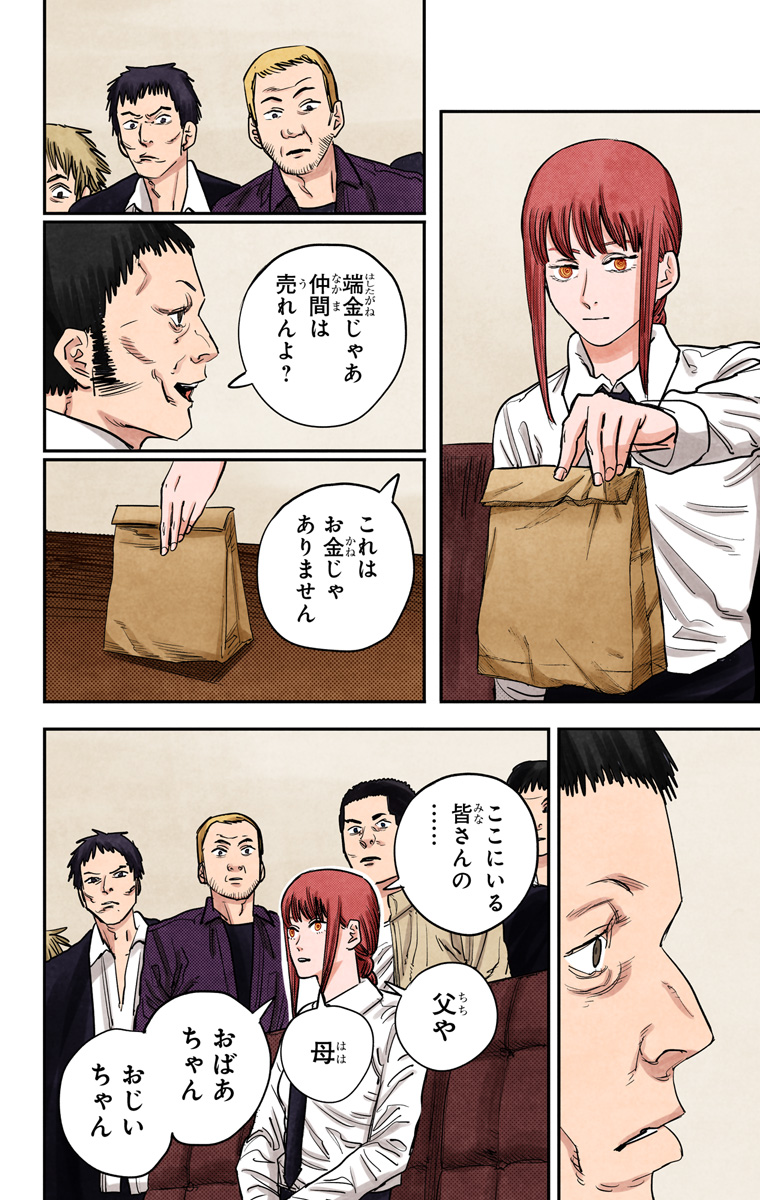 端金じゃあ
仲間は
売れんよ?
これは
お金じゃ
ありません
ここにいる
皆さんの
……
父や
母
おばあ
ちゃん
おじい
ちゃん